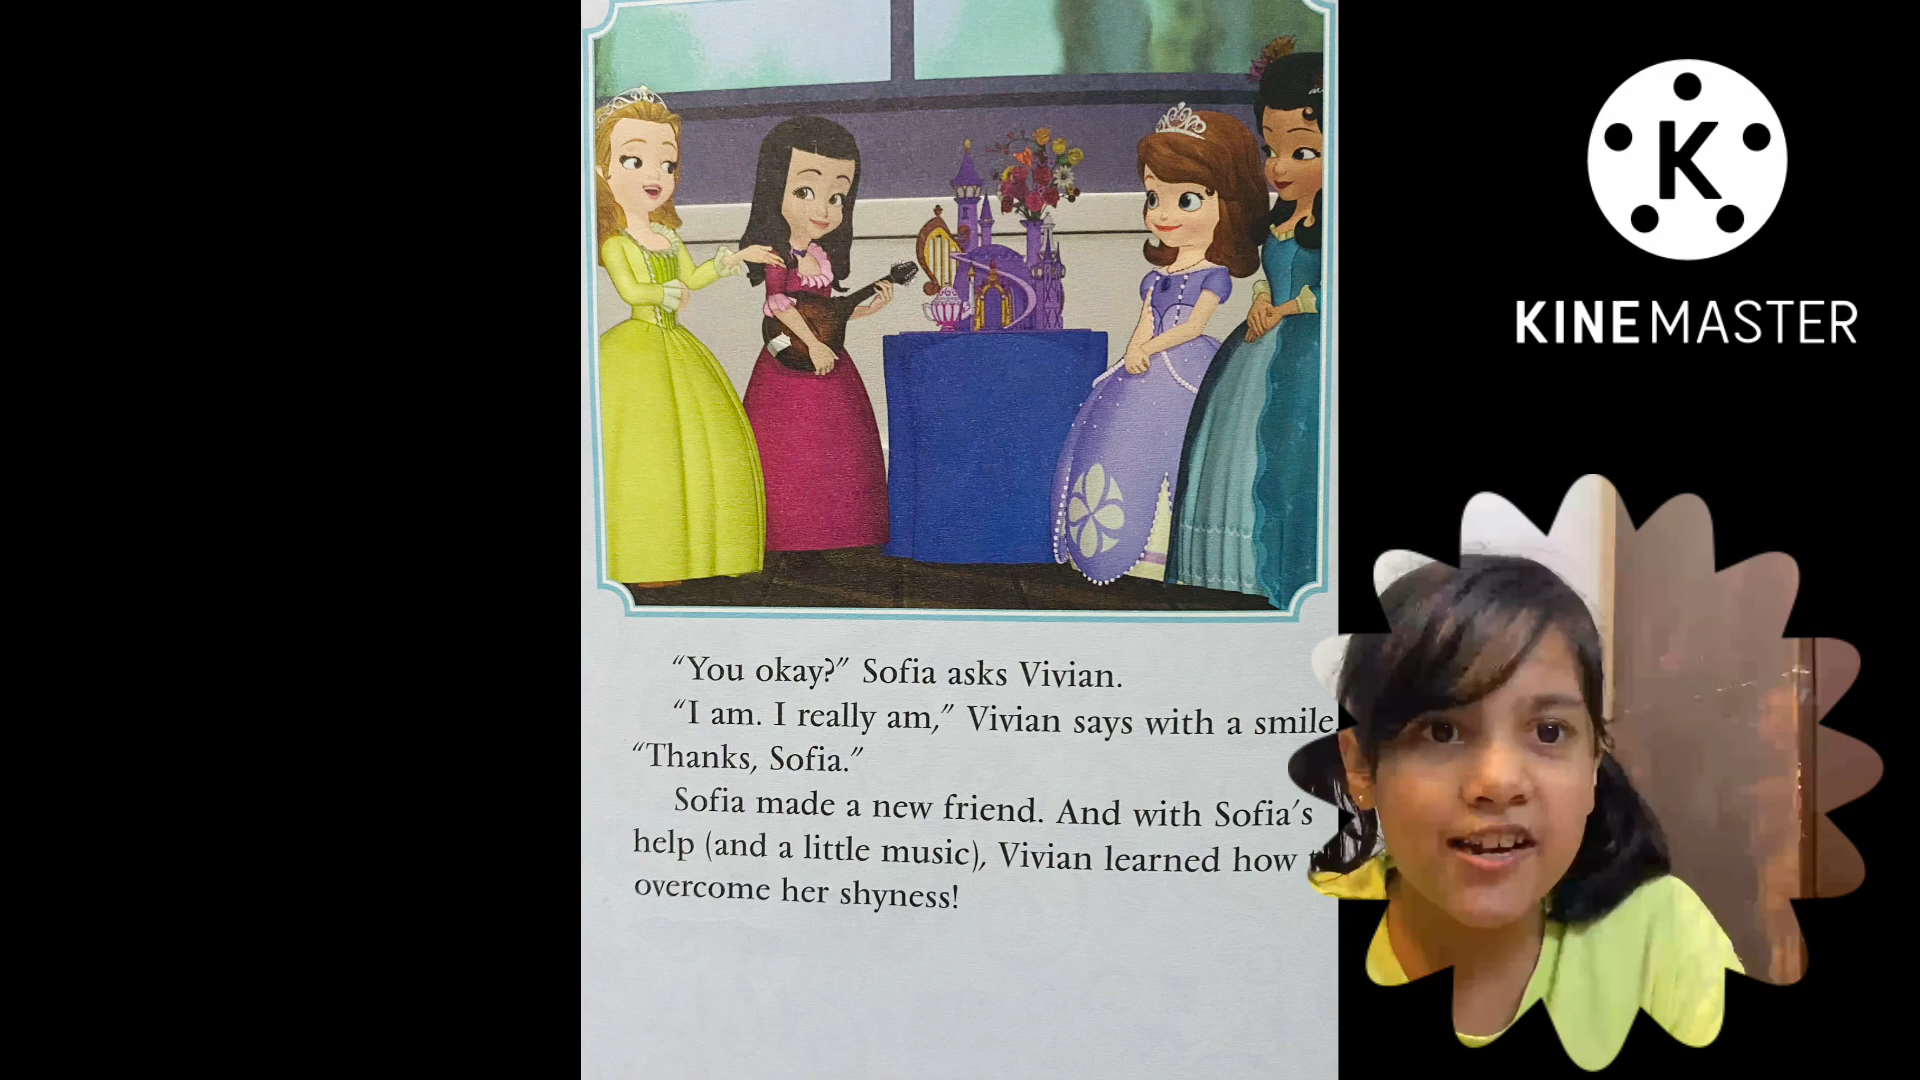 K
KINEMASTER
“You okay?” Sofia asks Vivian.
“I am. I really am,” Vivian says with a smile.
“Thanks, Sofia.”
Sofia made a new friend. And with Sofia’s
help (and a little music), Vivian learned how
overcome her shyness!